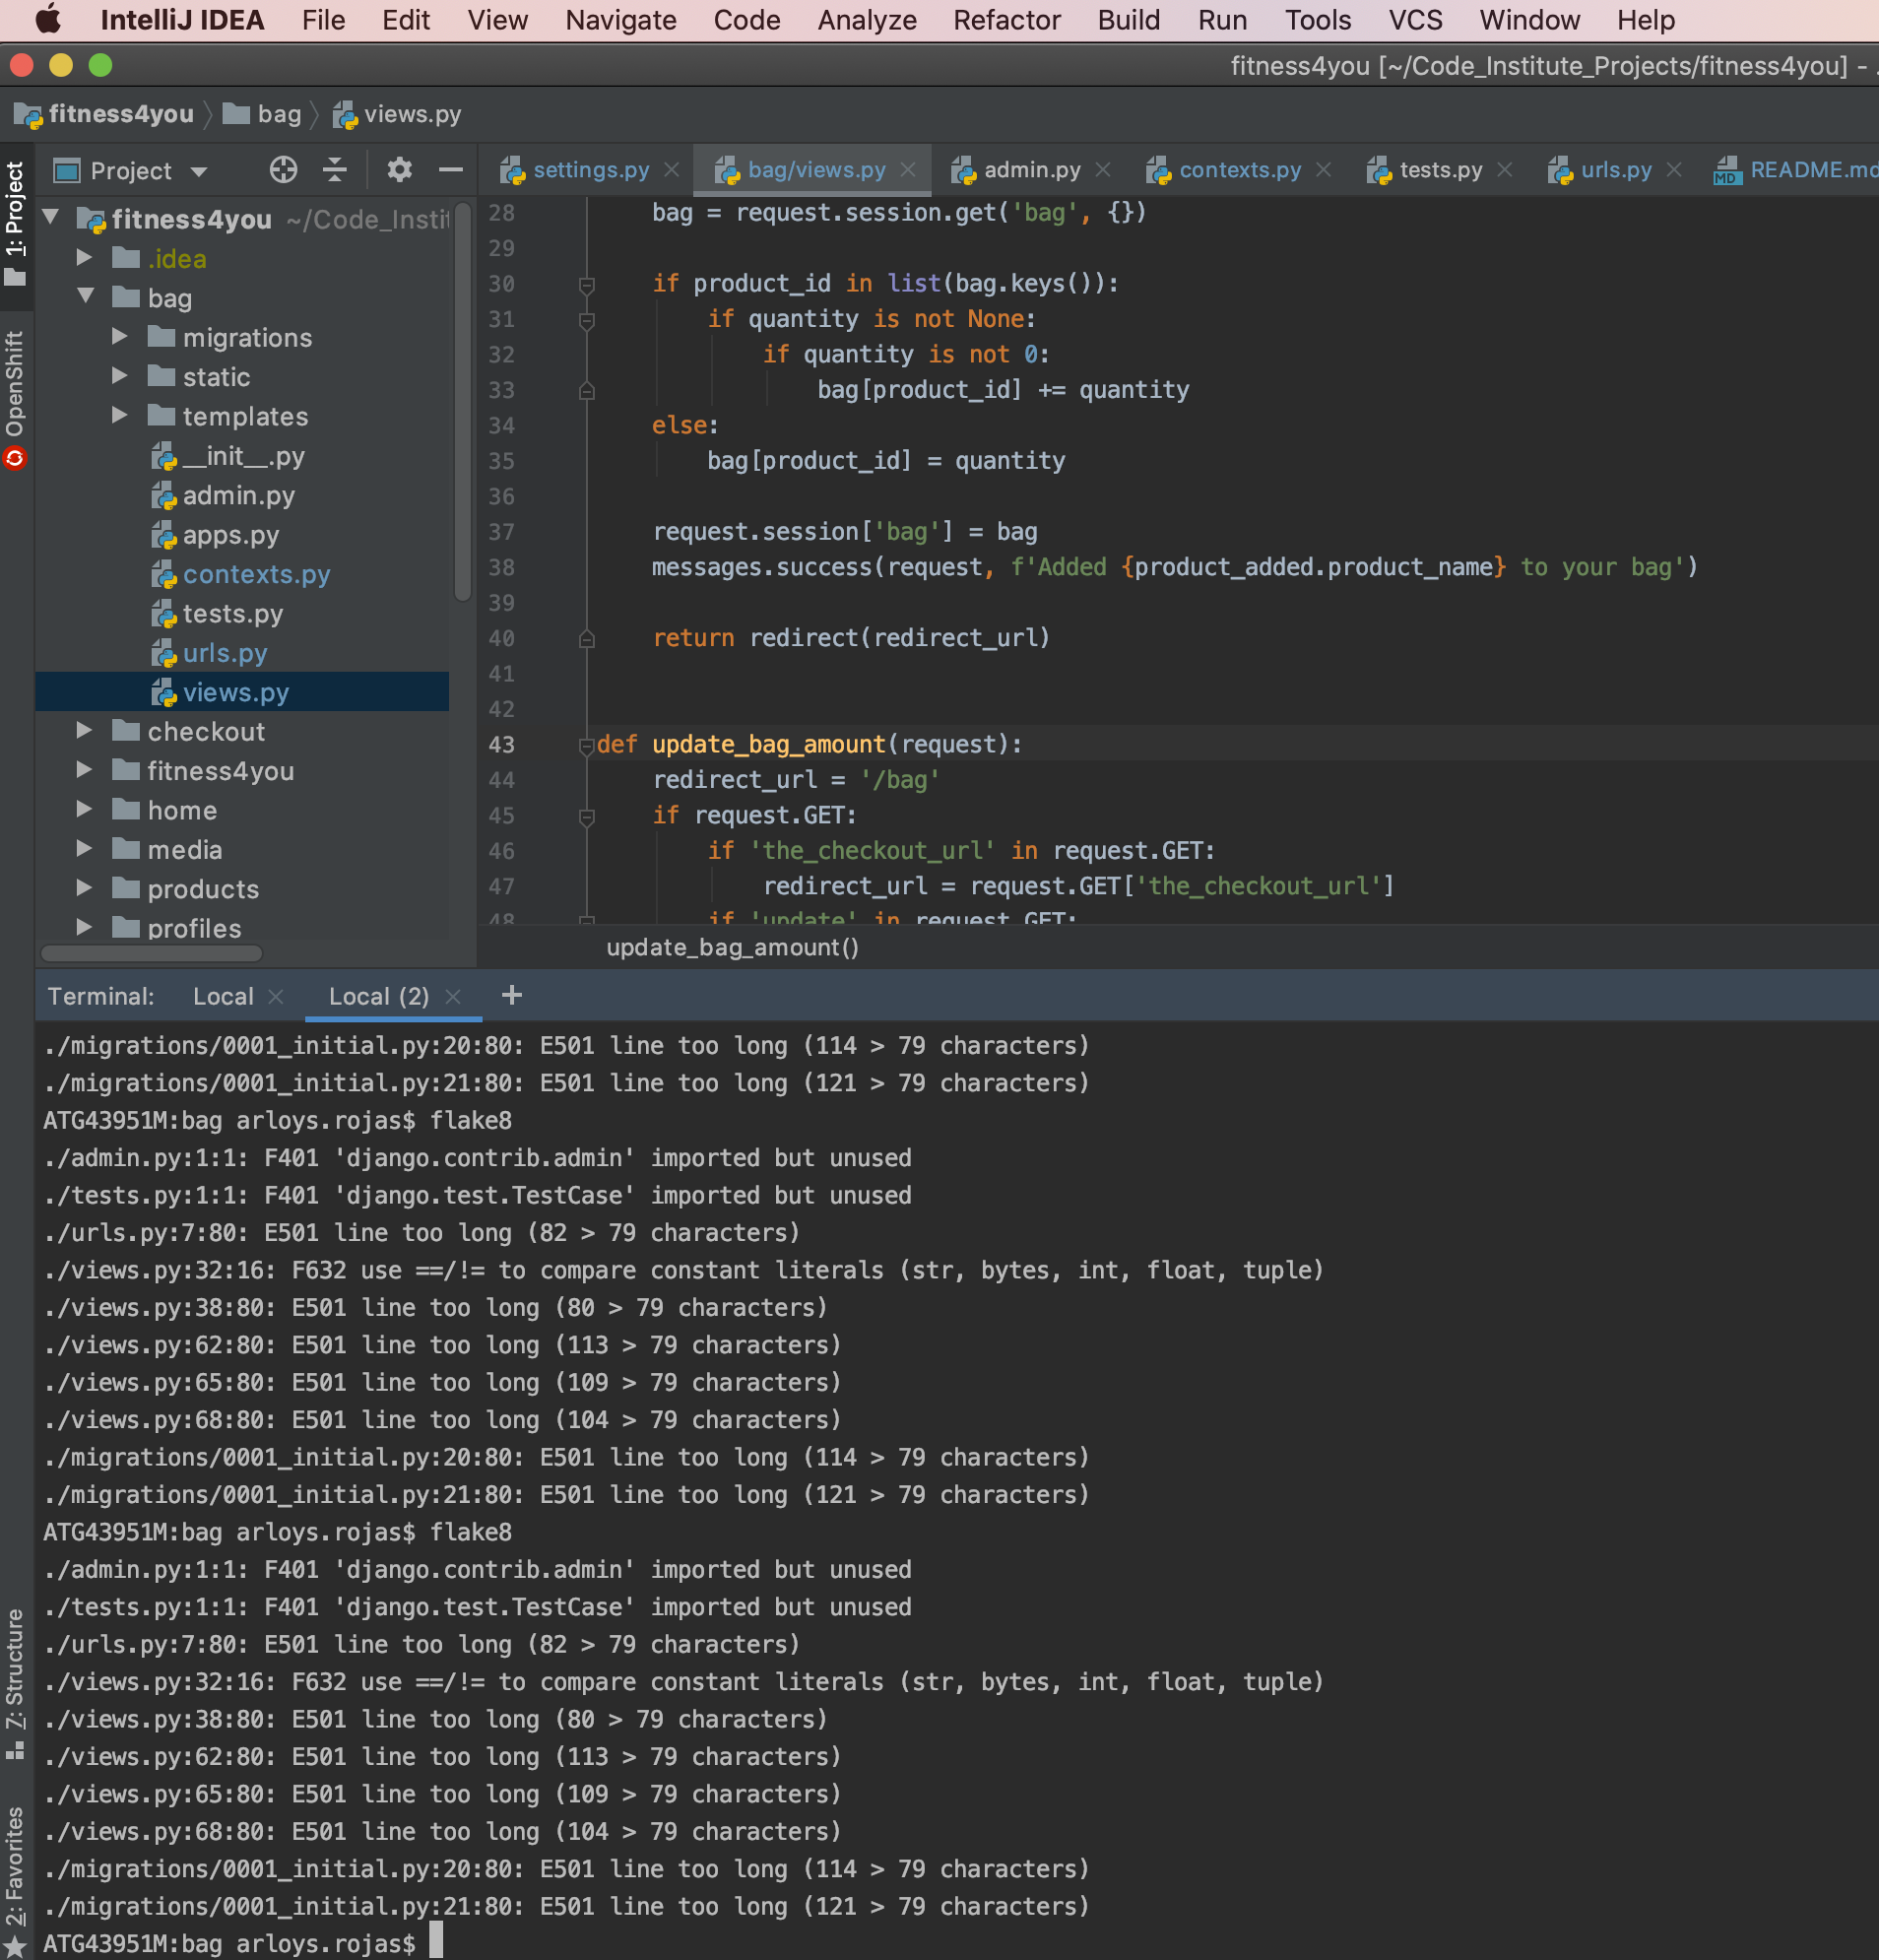 IntelliJ IDEA File Edit View Navigate Code Analyze Refactor Build Run Tools VCS Window Help
fitness4you [~/Code_Institute_Projects/fitness4you] - .
fitness4you bag views.py
1: Project
OpenShift
7: Structure
2: Favorites
Project
settings.py bag/views.py admin.py contexts.py tests.py urls.py README.md
fitness4you ~/Code_Instit
.idea
bag
migrations
static
templates
__init__.py
admin.py
apps.py
contexts.py
tests.py
urls.py
views.py
checkout
fitness4you
home
media
products
profiles
28 bag = request.session.get('bag', {})
29
30 if product_id in list(bag.keys()):
31 if quantity is not None:
32 if quantity is not 0:
33 bag[product_id] += quantity
34 else:
35 bag[product_id] = quantity
36
37 request.session['bag'] = bag
38 messages.success(request, f'Added {product_added.product_name} to your bag')
39
40 return redirect(redirect_url)
41
42
43 def update_bag_amount(request):
44 redirect_url = '/bag'
45 if request.GET:
46 if 'the_checkout_url' in request.GET:
47 redirect_url = request.GET['the_checkout_url']
48 if 'update' in request.GET:
update_bag_amount()
Terminal: Local Local (2) +
./migrations/0001_initial.py:20:80: E501 line too long (114 > 79 characters)
./migrations/0001_initial.py:21:80: E501 line too long (121 > 79 characters)
ATG43951M:bag arloys.rojas$ flake8
./admin.py:1:1: F401 'django.contrib.admin' imported but unused
./tests.py:1:1: F401 'django.test.TestCase' imported but unused
./urls.py:7:80: E501 line too long (82 > 79 characters)
./views.py:32:16: F632 use ==/!= to compare constant literals (str, bytes, int, float, tuple)
./views.py:38:80: E501 line too long (80 > 79 characters)
./views.py:62:80: E501 line too long (113 > 79 characters)
./views.py:65:80: E501 line too long (109 > 79 characters)
./views.py:68:80: E501 line too long (104 > 79 characters)
./migrations/0001_initial.py:20:80: E501 line too long (114 > 79 characters)
./migrations/0001_initial.py:21:80: E501 line too long (121 > 79 characters)
ATG43951M:bag arloys.rojas$ flake8
./admin.py:1:1: F401 'django.contrib.admin' imported but unused
./tests.py:1:1: F401 'django.test.TestCase' imported but unused
./urls.py:7:80: E501 line too long (82 > 79 characters)
./views.py:32:16: F632 use ==/!= to compare constant literals (str, bytes, int, float, tuple)
./views.py:38:80: E501 line too long (80 > 79 characters)
./views.py:62:80: E501 line too long (113 > 79 characters)
./views.py:65:80: E501 line too long (109 > 79 characters)
./views.py:68:80: E501 line too long (104 > 79 characters)
./migrations/0001_initial.py:20:80: E501 line too long (114 > 79 characters)
./migrations/0001_initial.py:21:80: E501 line too long (121 > 79 characters)
ATG43951M:bag arloys.rojas$